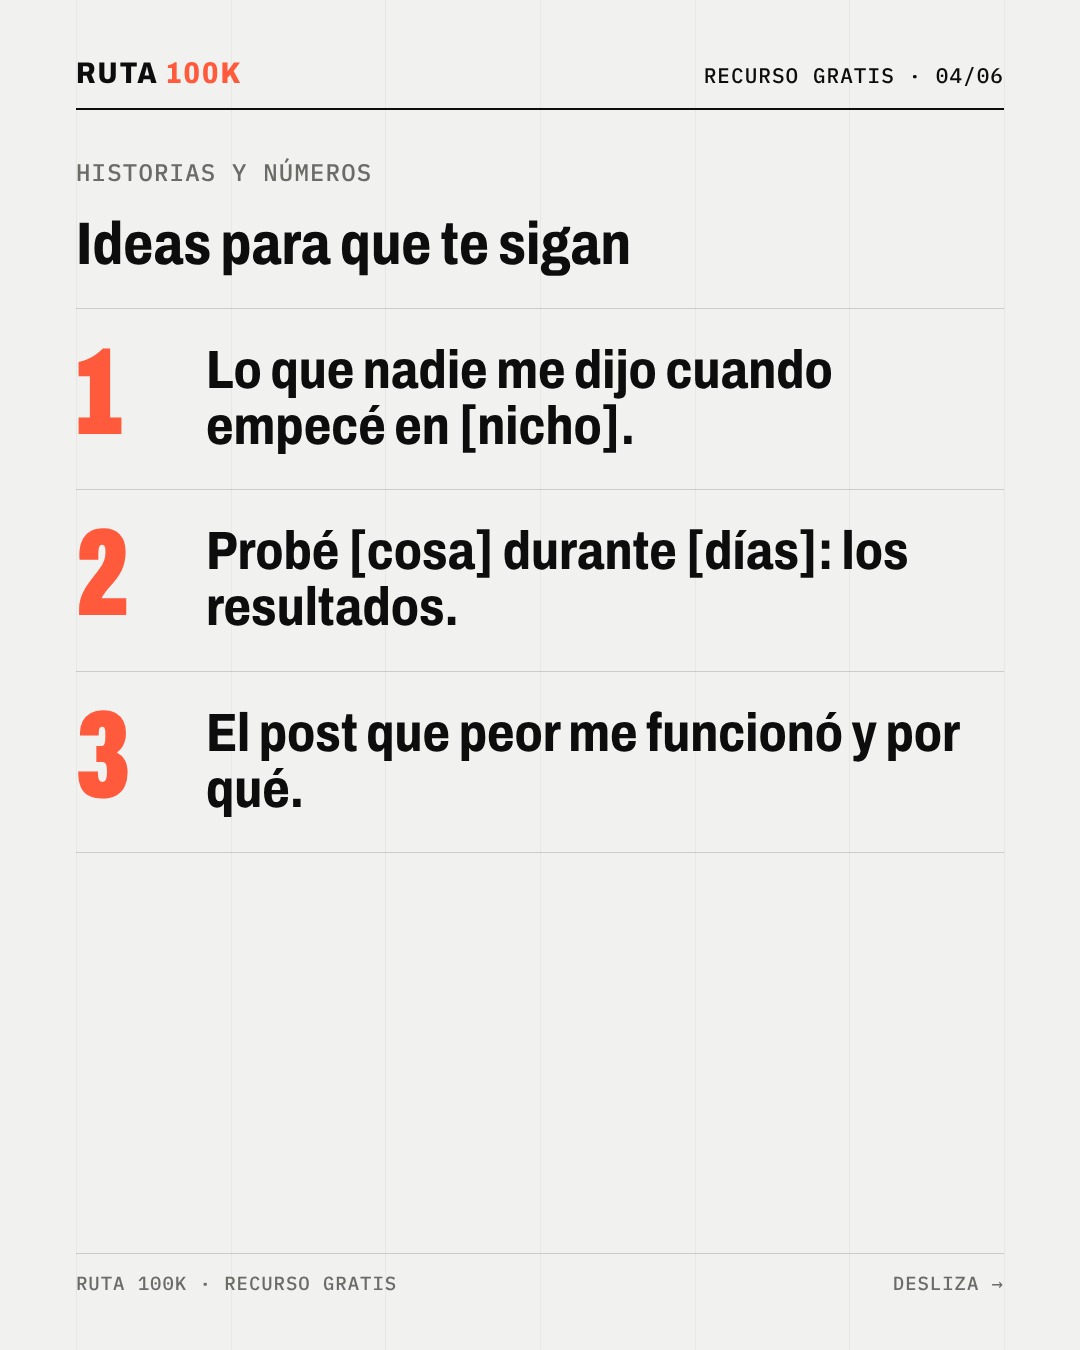 RUTA 100K
RECURSO GRATIS · 04/06
HISTORIAS Y NÚMEROS
Ideas para que te sigan
1
Lo que nadie me dijo cuando
empecé en [nicho].
2
Probé [cosa] durante [días]: los
resultados.
3
El post que peor me funcionó y por
qué.
RUTA 100K · RECURSO GRATIS
DESLIZA →